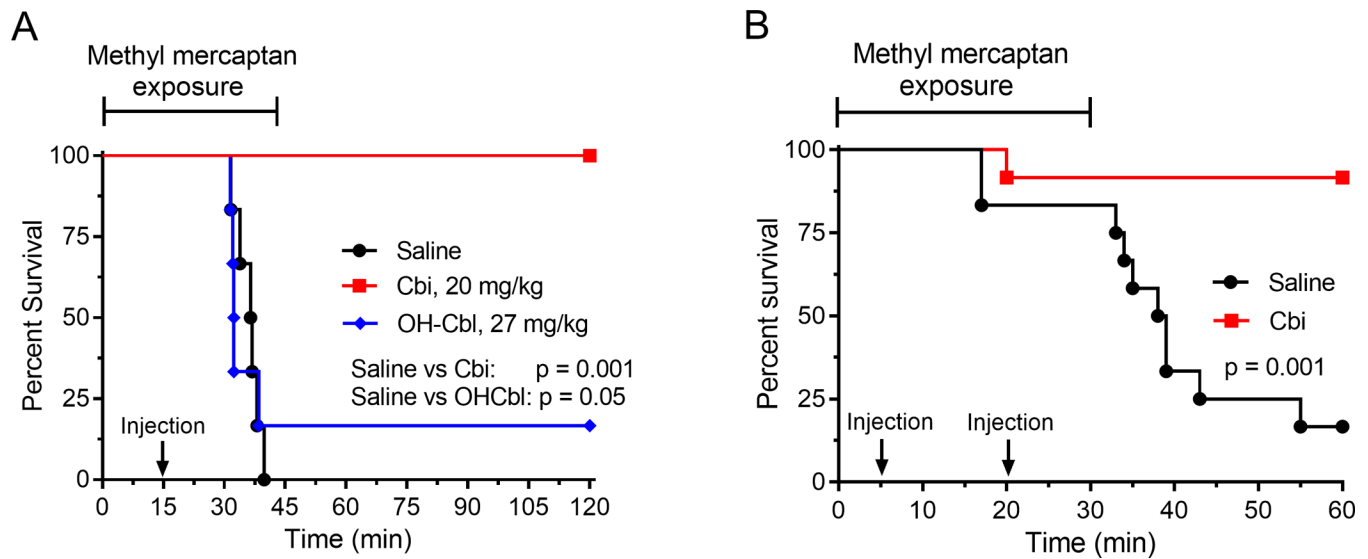 A
Methyl mercaptan
exposure
100
75
50
25
0
Percent Survival
Saline
Cbi, 20 mg/kg
OH-Cbl, 27 mg/kg
Saline vs Cbi: p = 0.001
Saline vs OHCbl: p = 0.05
Injection
0 15 30 45 60 75 90 105 120
Time (min)
B
Methyl mercaptan
exposure
100
75
50
25
0
Percent survival
Saline
Cbi
p = 0.001
Injection Injection
0 10 20 30 40 50 60
Time (min)